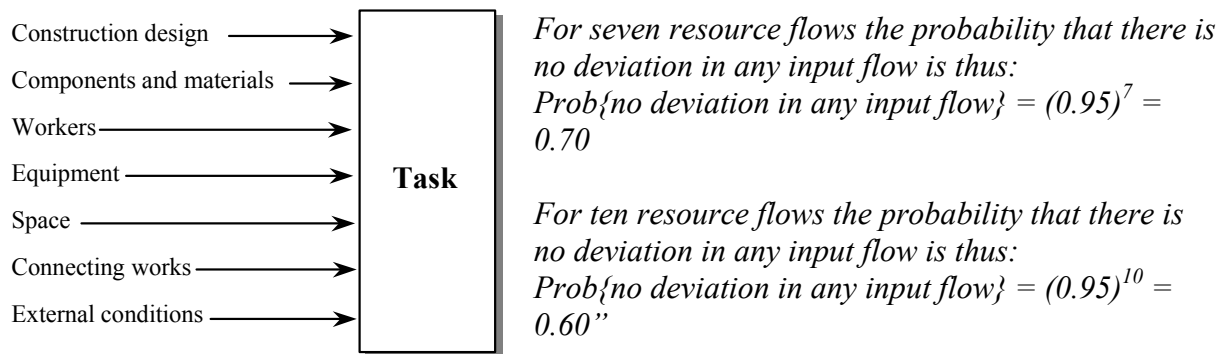 Construction design
Components and materials
Workers
Equipment
Space
Connecting works
External conditions
Task
For seven resource flows the probability that there is
no deviation in any input flow is thus:
Prob{no deviation in any input flow} = (0.95)^7 =
0.70
For ten resource flows the probability that there is
no deviation in any input flow is thus:
Prob{no deviation in any input flow} = (0.95)^10 =
0.60”